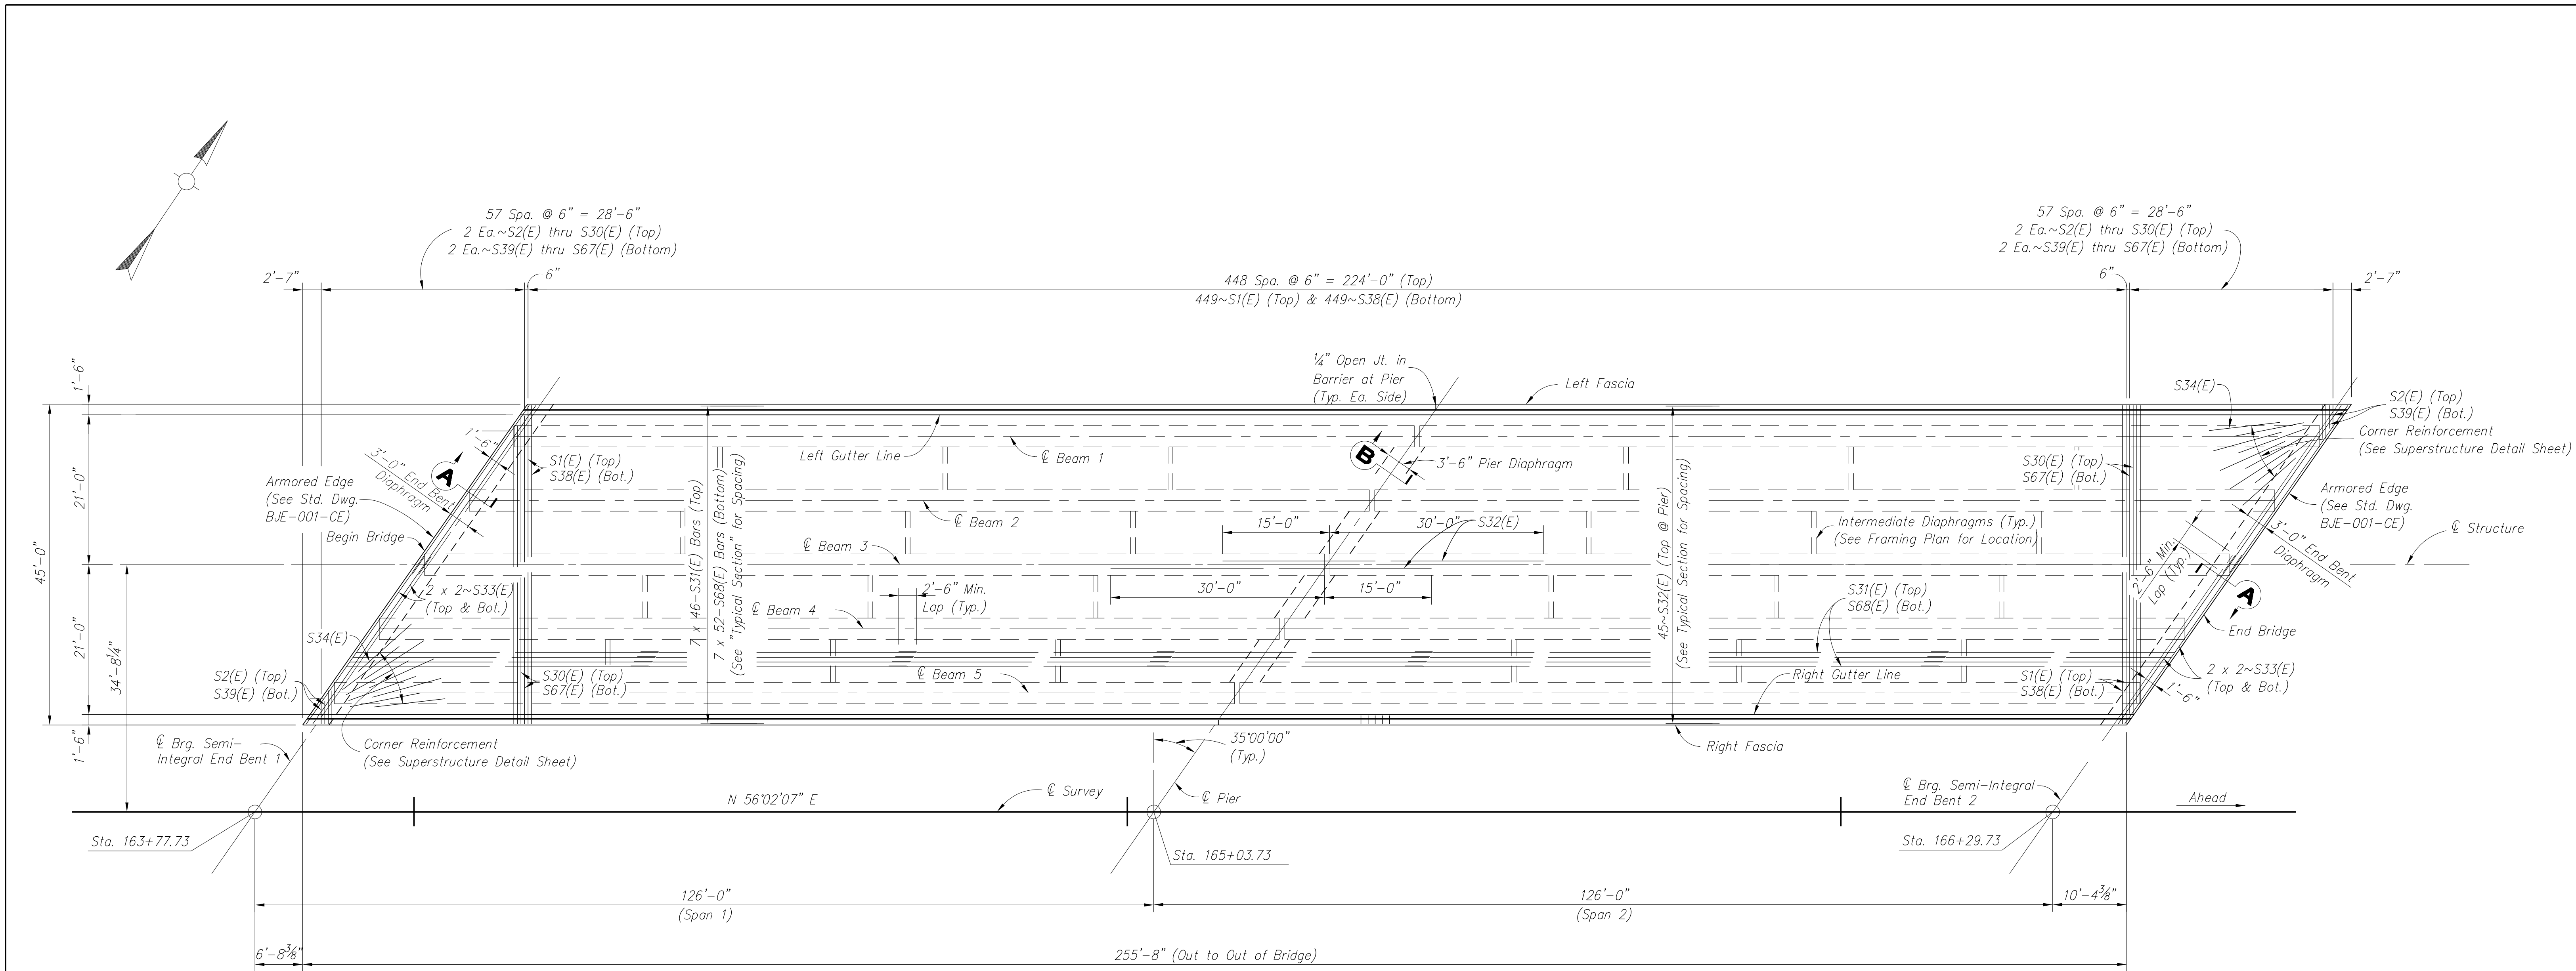 57 Spa. @ 6" = 28'-6"
2 Ea.~S2(E) thru S30(E) (Top)
2 Ea.~S39(E) thru S67(E) (Bottom)
57 Spa. @ 6" = 28'-6"
2 Ea.~S2(E) thru S30(E) (Top)
2 Ea.~S39(E) thru S67(E) (Bottom)
2'-7"
6"
448 Spa. @ 6" = 224'-0" (Top)
449~S1(E) (Top) & 449~S38(E) (Bottom)
6"
2'-7"
1'-6"
21'-0"
45'-0"
21'-0"
34'-8¼"
1'-6"
¼" Open Jt. in
Barrier at Pier
(Typ. Ea. Side)
Left Fascia
S34(E)
S2(E) (Top)
S39(E) (Bot.)
Corner Reinforcement
(See Superstructure Detail Sheet)
1'-6"
3'-0" End Bent
Diaphragm
A
S1(E) (Top)
S38(E) (Bot.)
Left Gutter Line
℄ Beam 1
B
3'-6" Pier Diaphragm
S30(E) (Top)
S67(E) (Bot.)
Armored Edge
(See Std. Dwg.
BJE-001-CE)
Begin Bridge
7 x 46-S31(E) Bars (Top)
7 x 52-S68(E) Bars (Bottom)
(See "Typical Section" for Spacing)
℄ Beam 2
15'-0"
30'-0"
S32(E)
45~S32(E) (Top @ Pier)
(See Typical Section for Spacing)
Intermediate Diaphragms (Typ.)
(See Framing Plan for Location)
Armored Edge
(See Std. Dwg.
BJE-001-CE)
3'-0" End Bent
Diaphragm
℄ Structure
2'-6" Min.
Lap (Typ.)
℄ Beam 3
2 x 2~S33(E)
(Top & Bot.)
2'-6" Min.
Lap (Typ.)
30'-0"
15'-0"
S31(E) (Top)
S68(E) (Bot.)
A
℄ Beam 4
End Bridge
S34(E)
S2(E) (Top)
S39(E) (Bot.)
S30(E) (Top)
S67(E) (Bot.)
℄ Beam 5
Right Gutter Line
S1(E) (Top)
S38(E) (Bot.)
2 x 2~S33(E)
(Top & Bot.)
1'-6"
℄ Brg. Semi-
Integral End Bent 1
Corner Reinforcement
(See Superstructure Detail Sheet)
35°00'00"
(Typ.)
Right Fascia
N 56°02'07" E
℄ Survey
℄ Pier
℄ Brg. Semi-Integral
End Bent 2
Ahead
Sta. 163+77.73
Sta. 165+03.73
Sta. 166+29.73
126'-0"
(Span 1)
126'-0"
(Span 2)
10'-4⅜"
6'-8⅜"
255'-8" (Out to Out of Bridge)